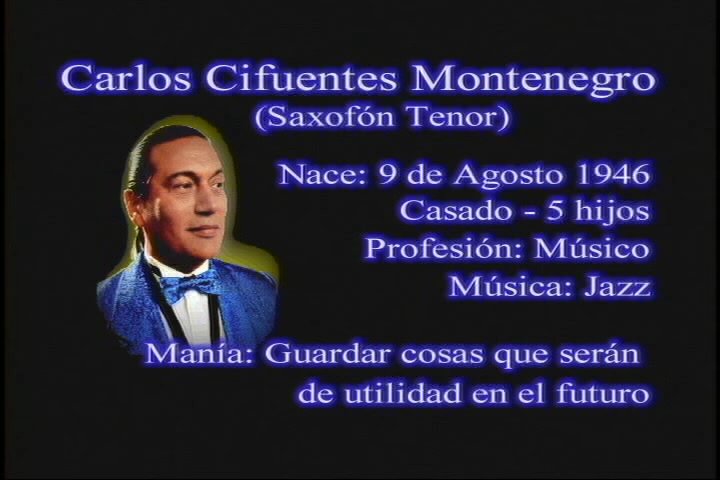 Carlos Cifuentes Montenegro
(Saxofón Tenor)
Nace: 9 de Agosto 1946
Casado - 5 hijos
Profesión: Músico
Música: Jazz
Manía: Guardar cosas que serán
de utilidad en el futuro